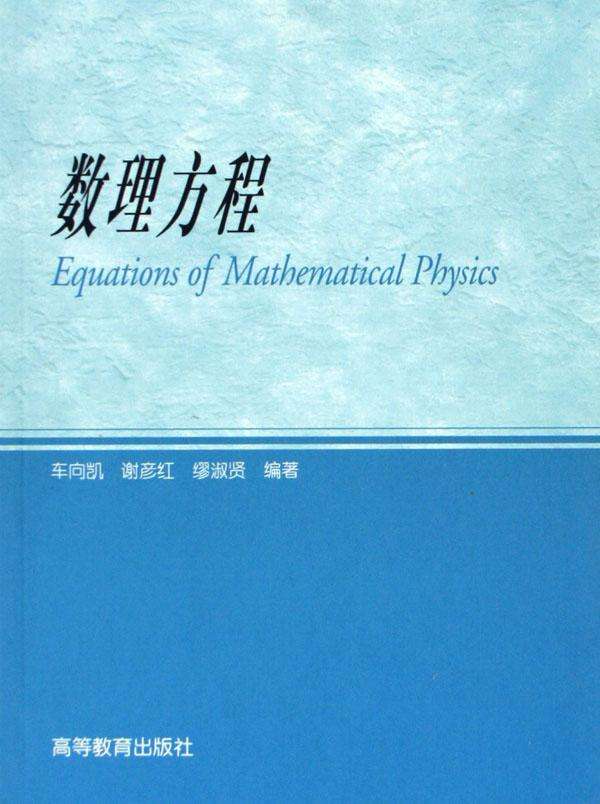 数理方程
Equations of Mathematical Physics
车向凯 谢彦红 缪淑贤 编著
高等教育出版社